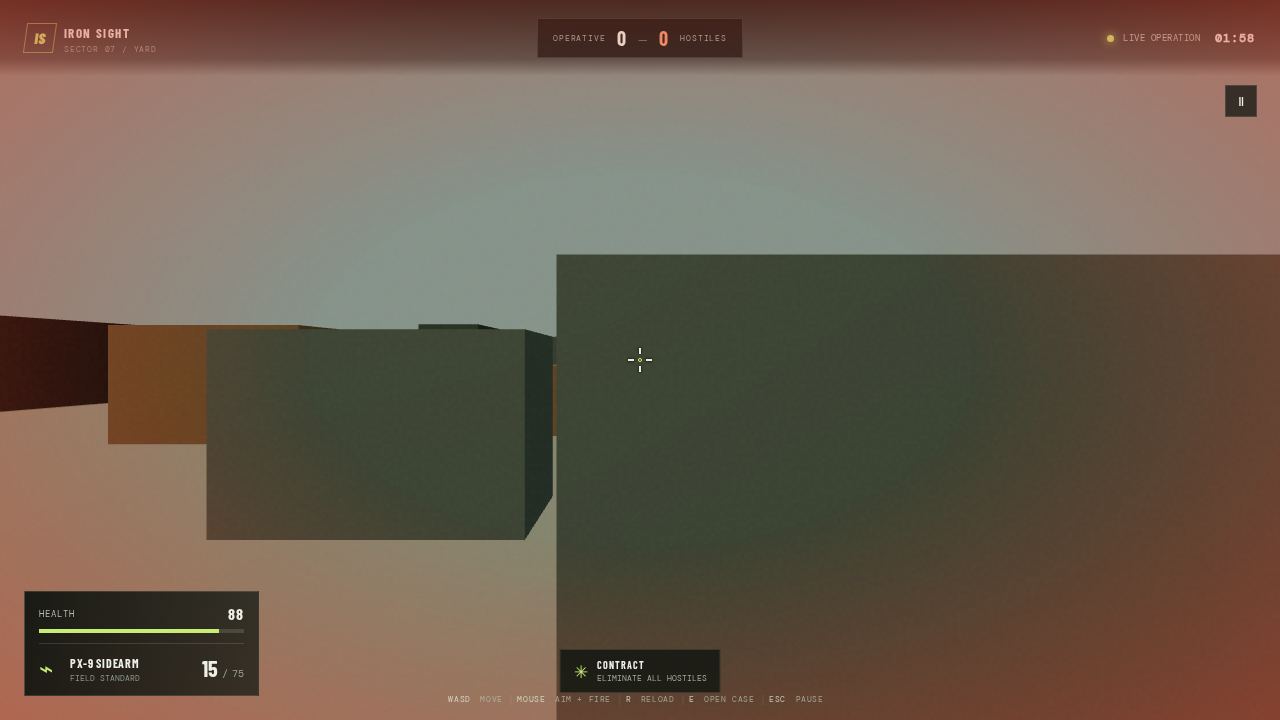 IS
IRON SIGHT
SECTOR 07 / YARD
OPERATIVE 0 — 0 HOSTILES
LIVE OPERATION 01:58
HEALTH 88
PX-9 SIDEARM
FIELD STANDARD
15 / 75
CONTRACT
ELIMINATE ALL HOSTILES
WASD MOVE MOUSE AIM + FIRE R RELOAD E OPEN CASE ESC PAUSE